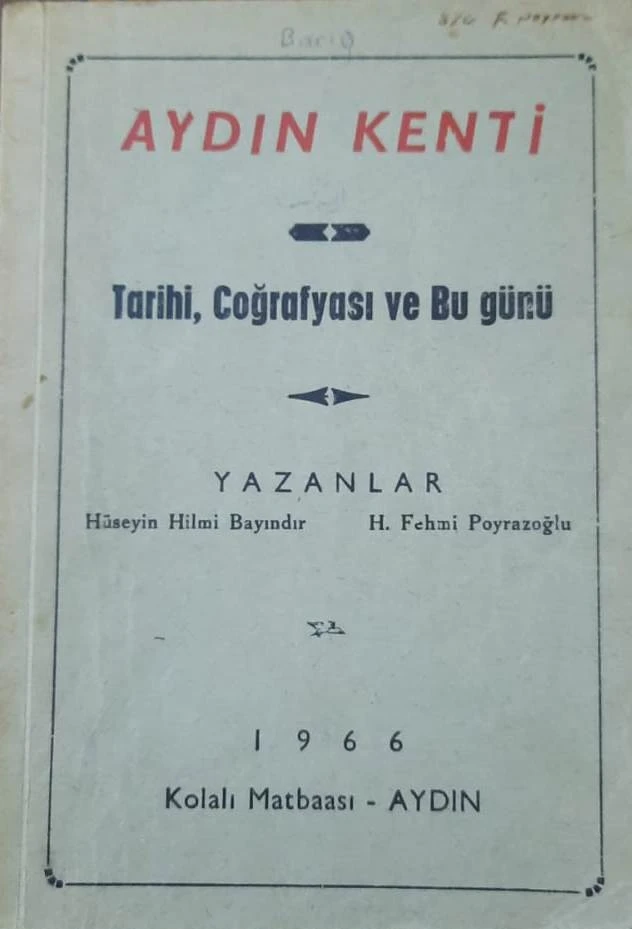 Barış
AYDIN KENTİ
Tarihi, Coğrafyası ve Bu günü
YAZANLAR
Hüseyin Hilmi Bayındır H. Fehmi Poyrazoğlu
1966
Kolalı Matbaası - AYDIN